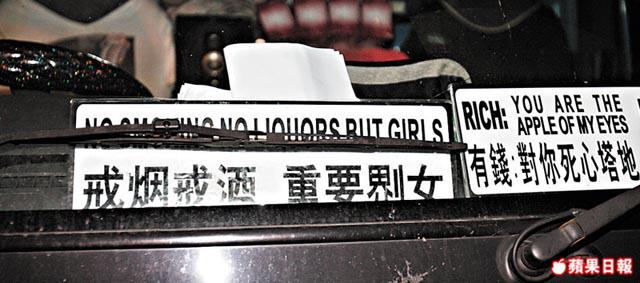 NO SMOKING NO LIQUORS BUT GIRLS
戒烟戒酒 重要女
RICH: YOU ARE THE
APPLE OF MY EYES
有錢:對你死心塔地
蘋果日報